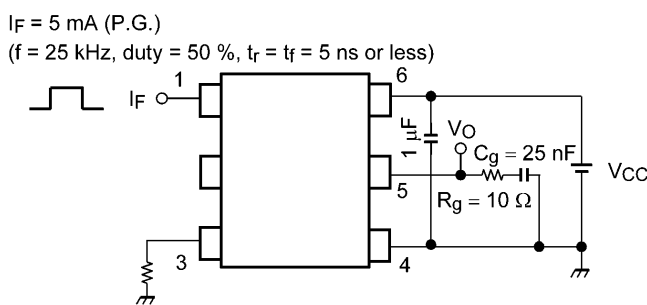 IF = 5 mA (P.G.)
(f = 25 kHz, duty = 50 %, tr = tf = 5 ns or less)
1
6
IF
1 μF
VO
Cg = 25 nF
VCC
5
Rg = 10 Ω
3
4